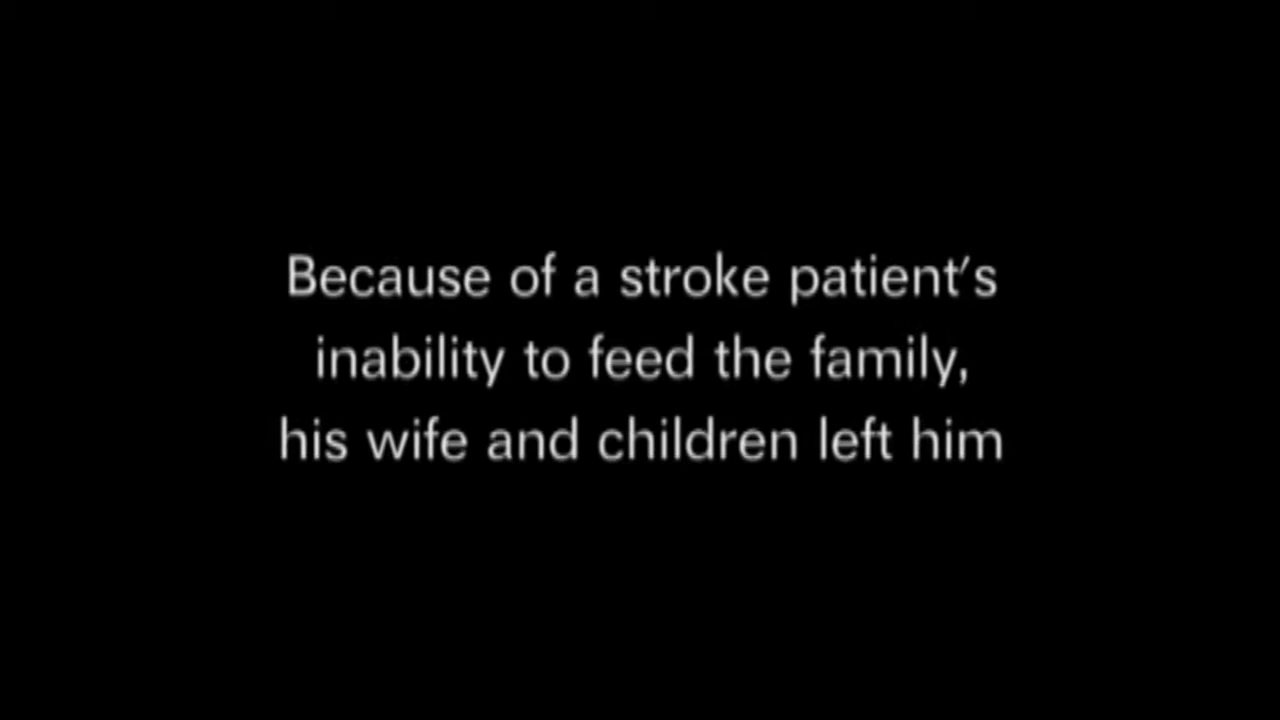 Because of a stroke patient's
inability to feed the family,
his wife and children left him